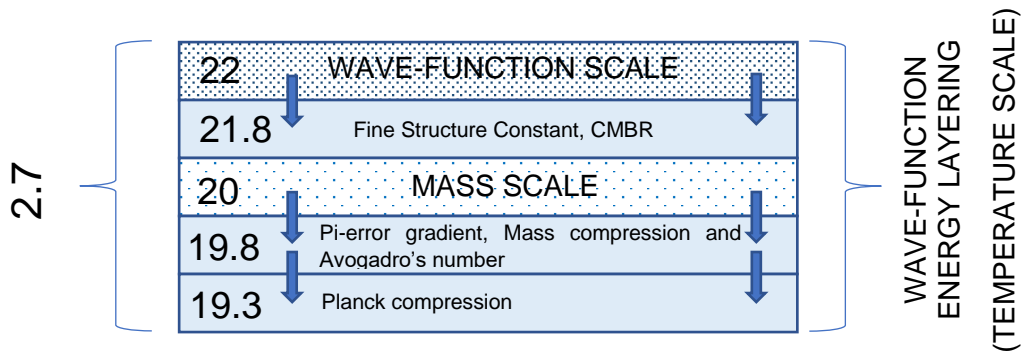 2.7
22 WAVE-FUNCTION SCALE
21.8 Fine Structure Constant, CMBR
20 MASS SCALE
19.8 Pi-error gradient, Mass compression and
Avogadro's number
19.3 Planck compression
WAVE-FUNCTION
ENERGY LAYERING
(TEMPERATURE SCALE)